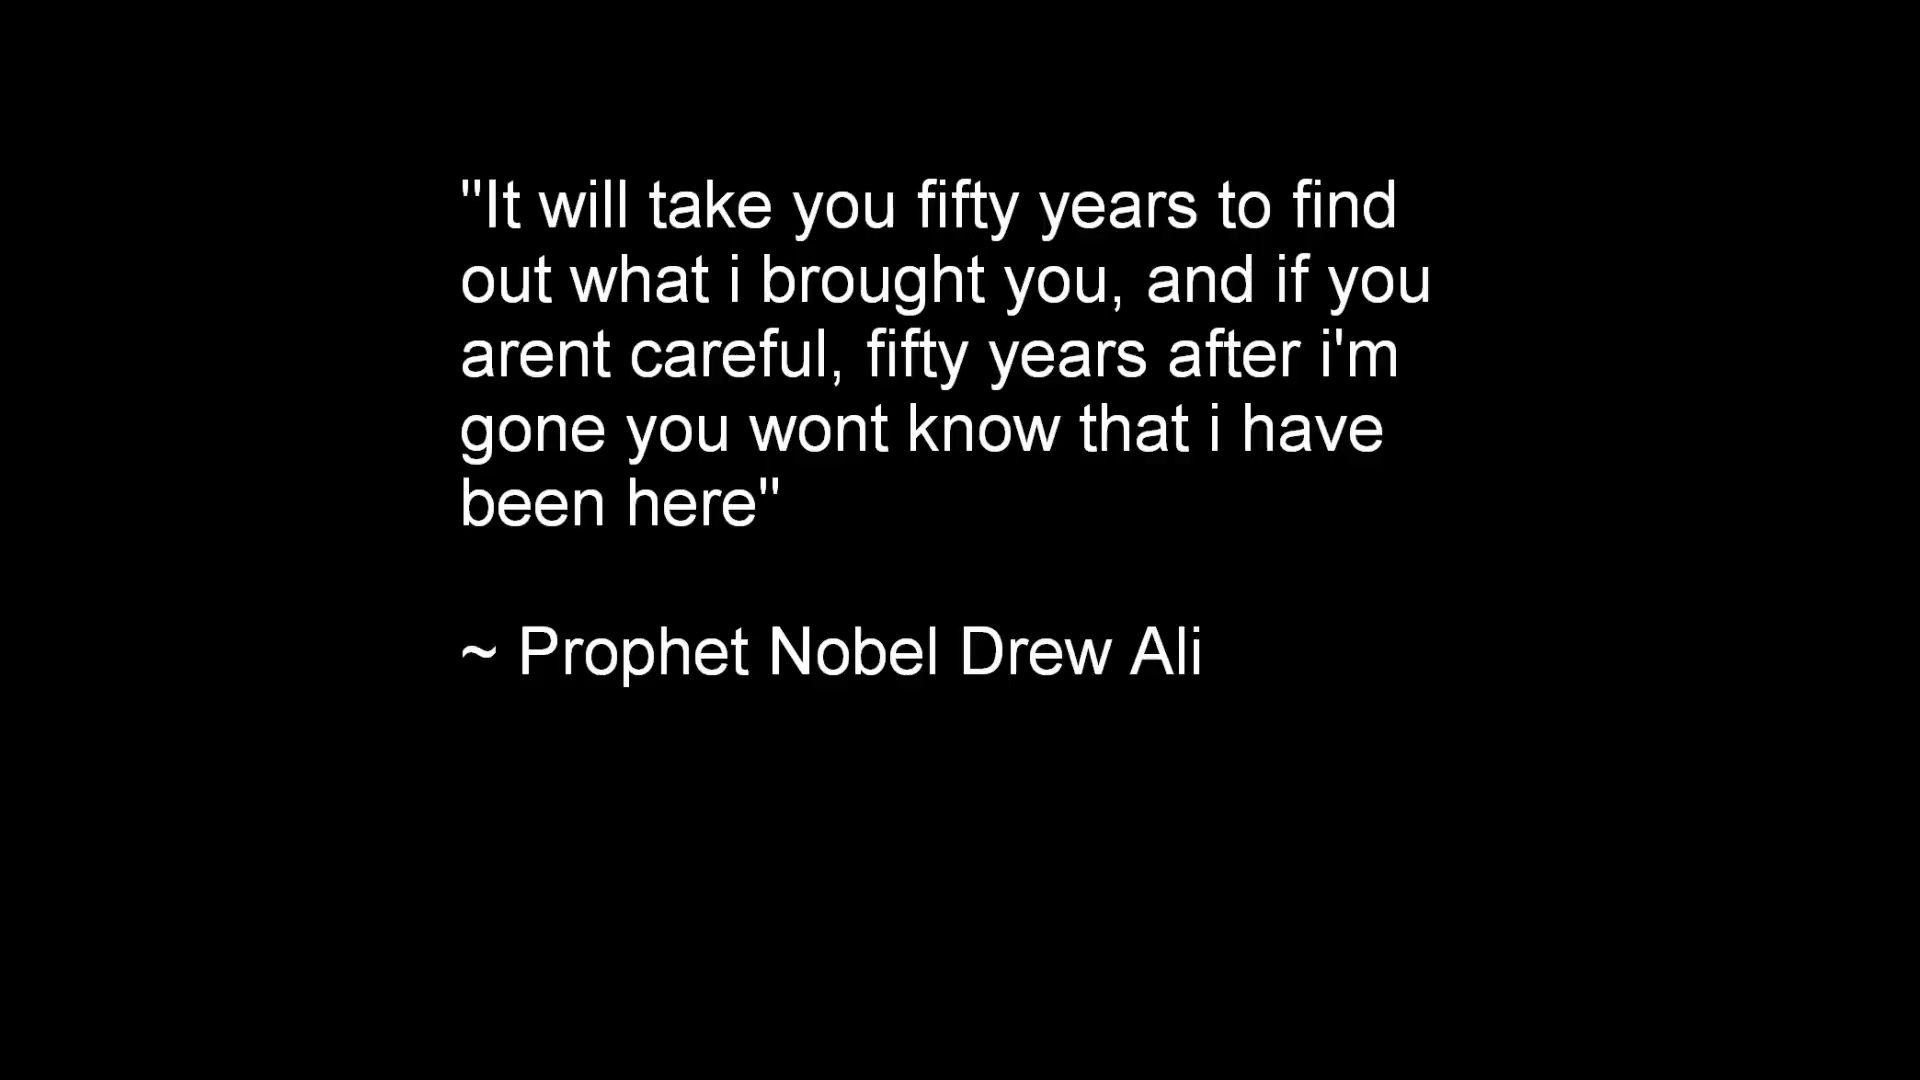 "It will take you fifty years to find
out what i brought you, and if you
arent careful, fifty years after i'm
gone you wont know that i have
been here"
~ Prophet Nobel Drew Ali